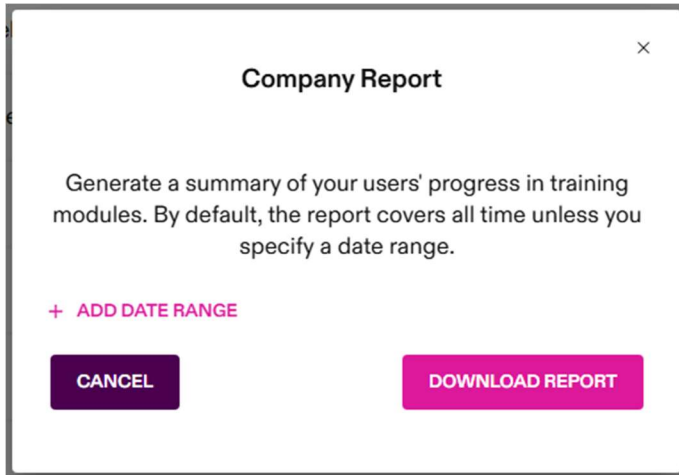 Company Report
Generate a summary of your users' progress in training
modules. By default, the report covers all time unless you
specify a date range.
+ ADD DATE RANGE
CANCEL
DOWNLOAD REPORT